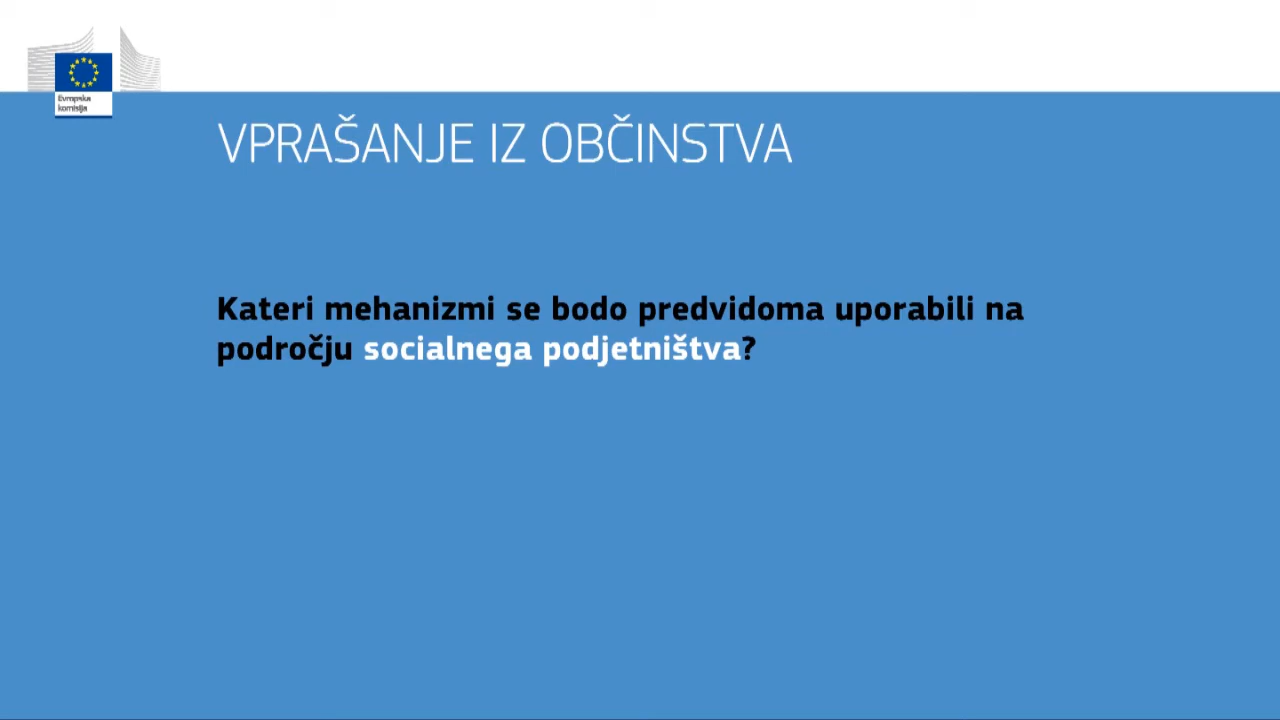 Evropska
komisija
VPRAŠANJE IZ OBČINSTVA
Kateri mehanizmi se bodo predvidoma uporabili na
področju socialnega podjetništva?